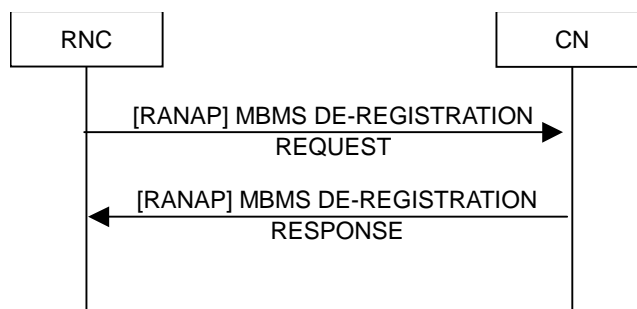 RNC
CN
[RANAP] MBMS DE-REGISTRATION
REQUEST
[RANAP] MBMS DE-REGISTRATION
RESPONSE